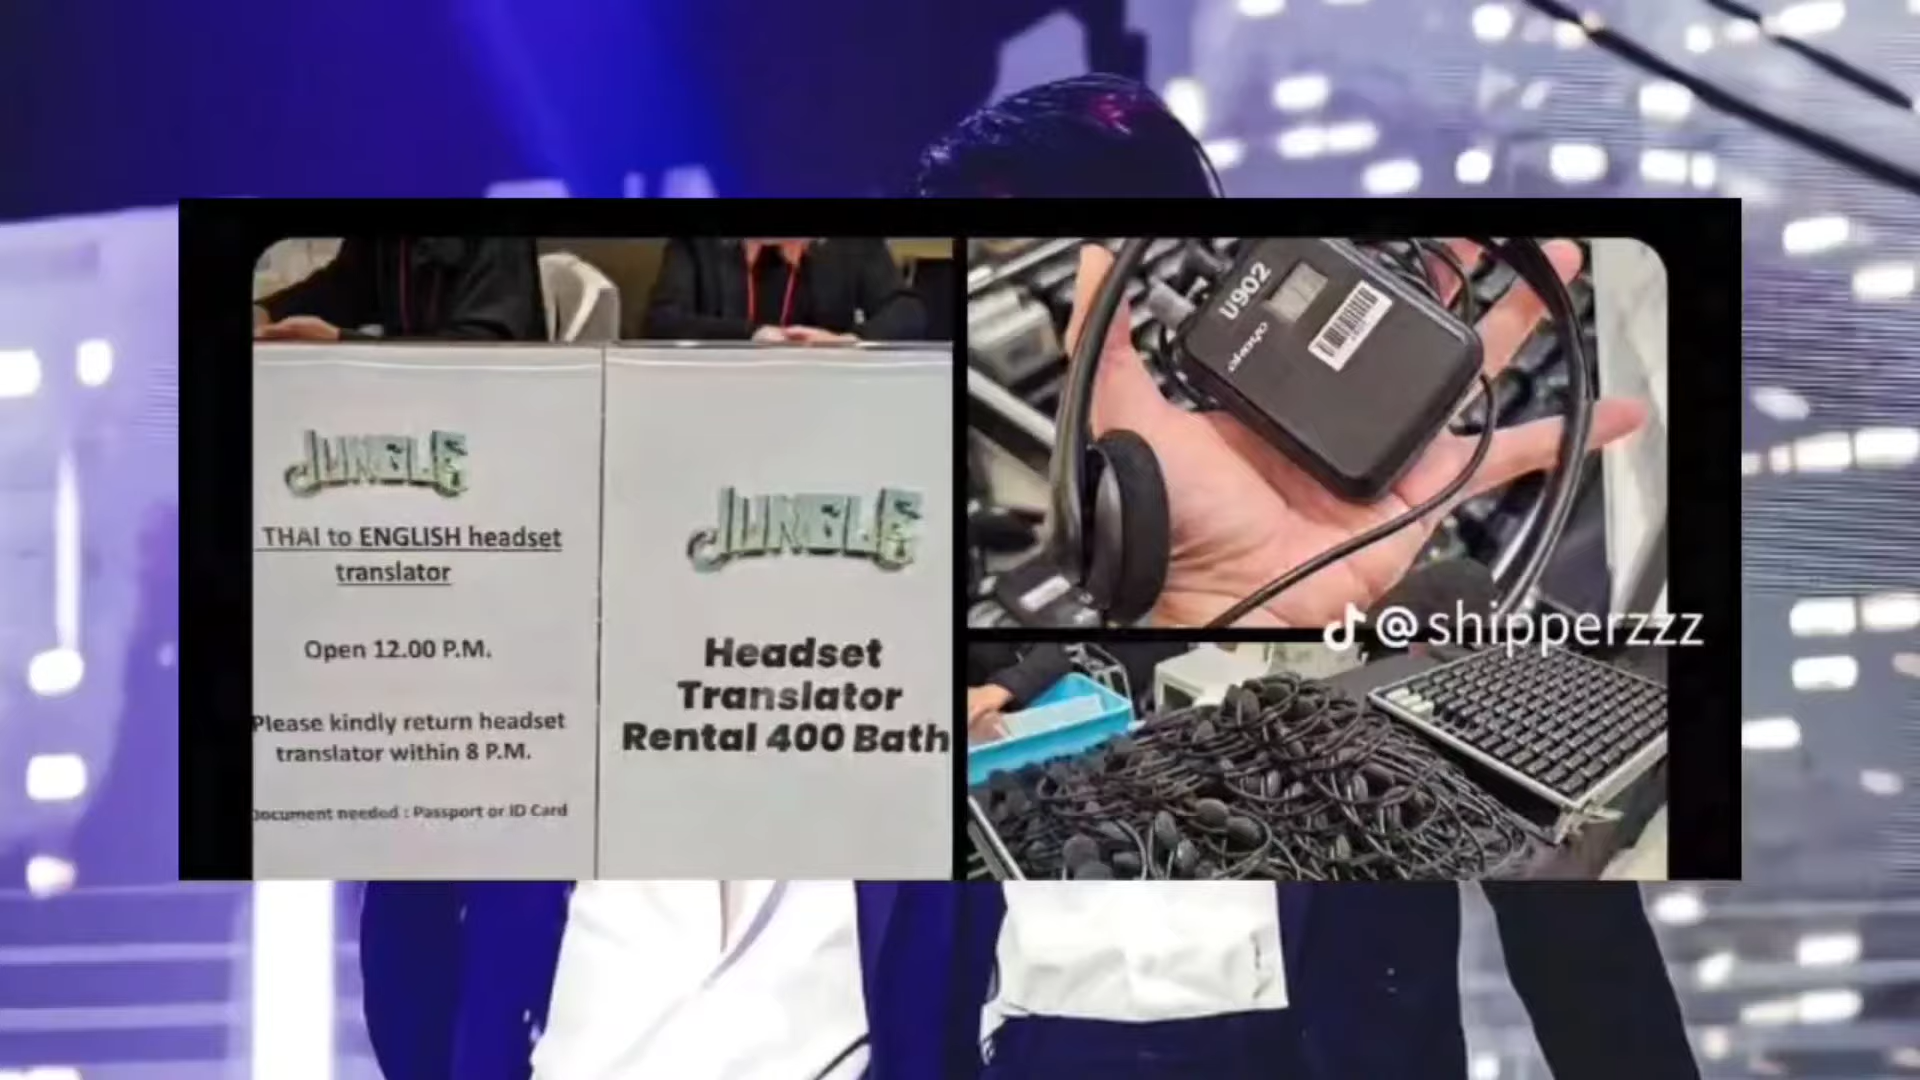 JUNGLE
THAI to ENGLISH headset
translator
Open 12.00 P.M.
Please kindly return headset
translator within 8 P.M.
Document needed : Passport or ID Card
JUNGLE
Headset
Translator
Rental 400 Bath
U902
@shipperzzz